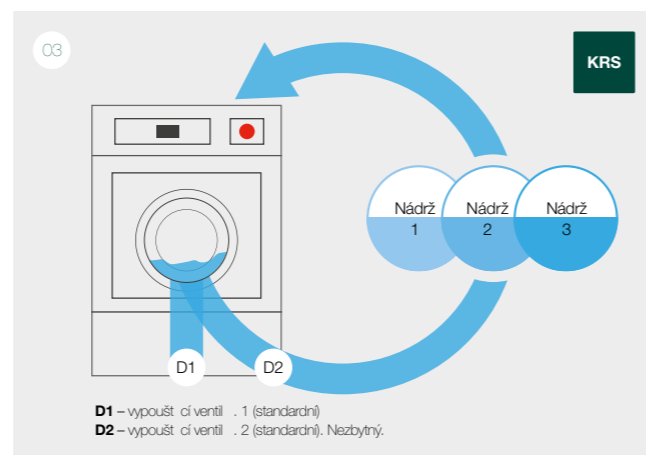 03
KRS
Nádrž
1
Nádrž
2
Nádrž
3
D1
D2
D1 – vypoušt cí ventil . 1 (standardní)
D2 – vypoušt cí ventil . 2 (standardní). Nezbytný.